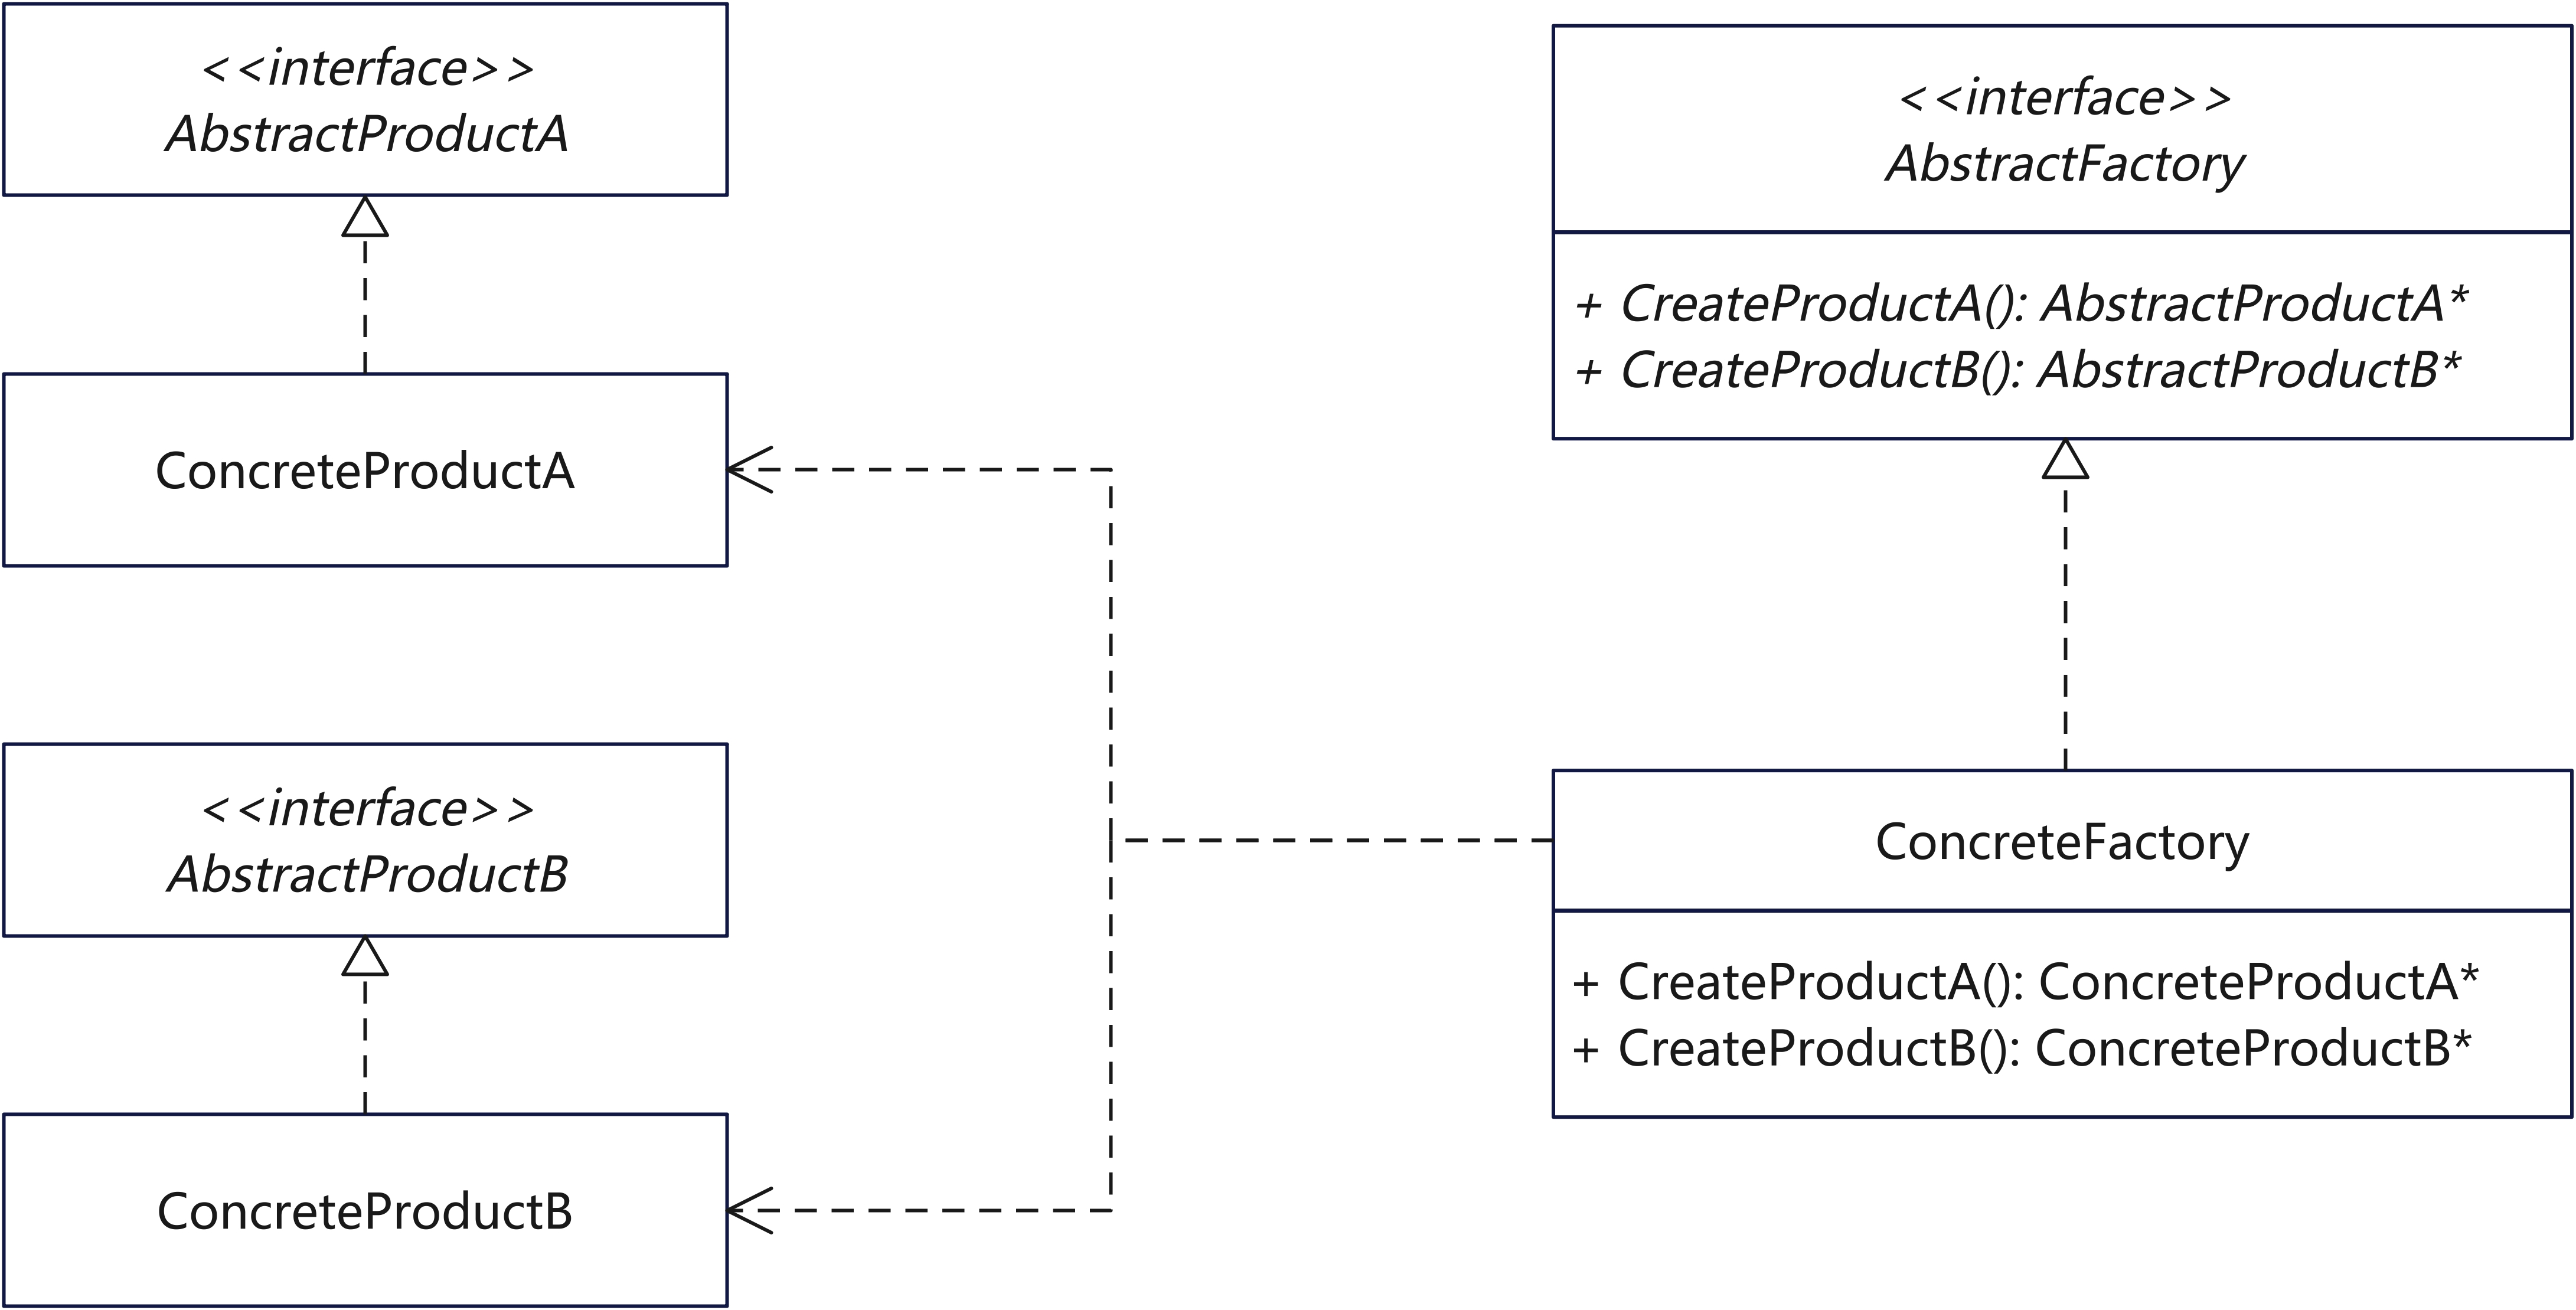 <<interface>>
AbstractProductA
ConcreteProductA
<<interface>>
AbstractProductB
ConcreteProductB
<<interface>>
AbstractFactory
+ CreateProductA(): AbstractProductA*
+ CreateProductB(): AbstractProductB*
ConcreteFactory
+ CreateProductA(): ConcreteProductA*
+ CreateProductB(): ConcreteProductB*